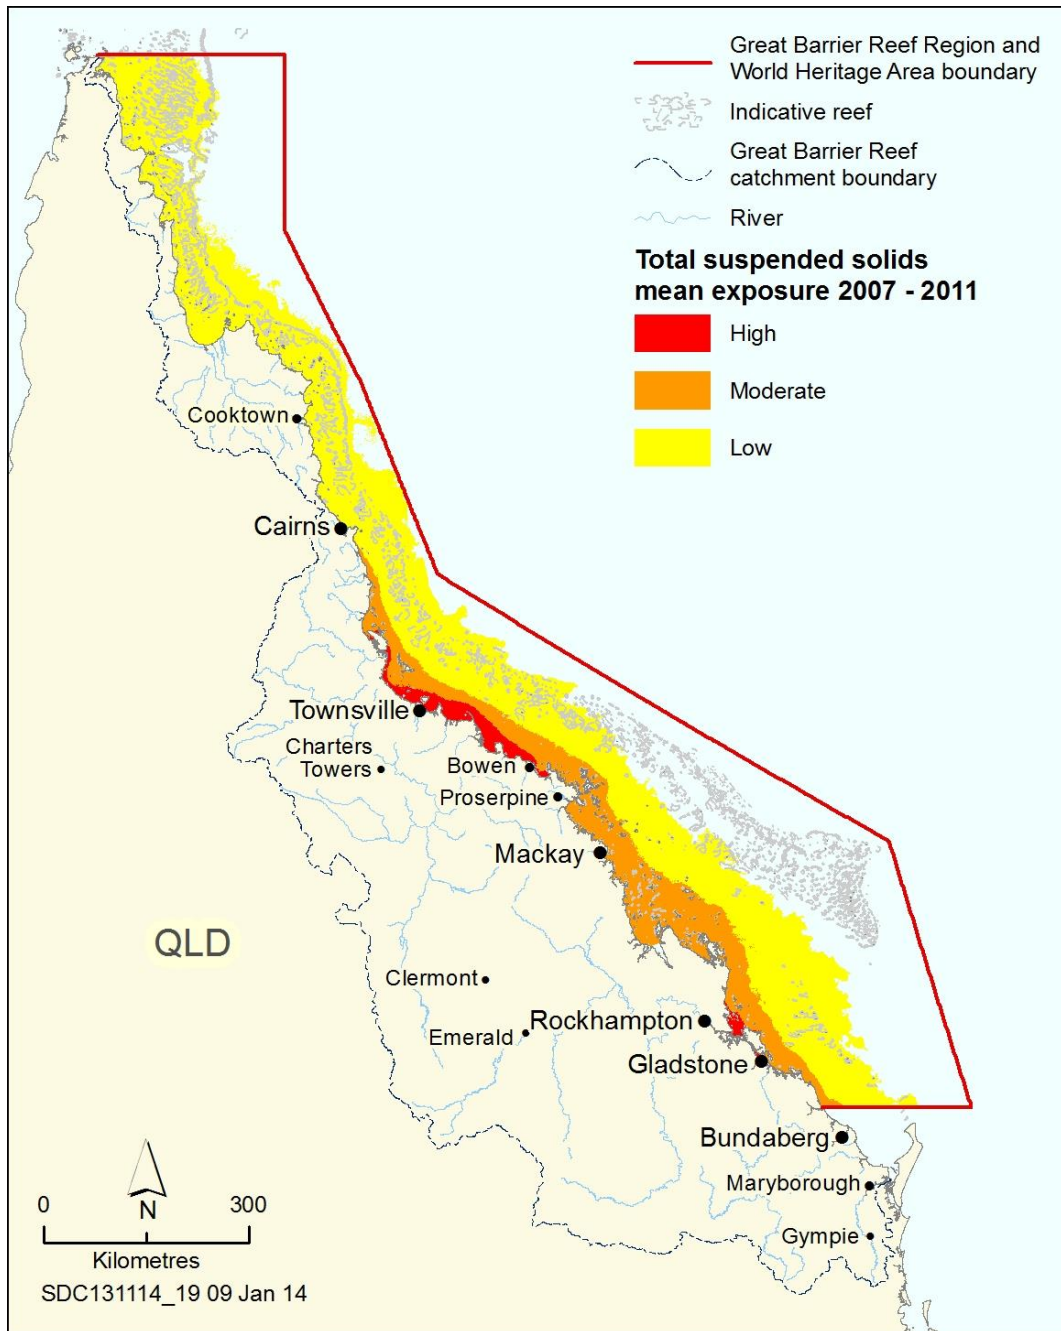 Great Barrier Reef Region and
World Heritage Area boundary
Indicative reef
Great Barrier Reef
catchment boundary
River
Total suspended solids
mean exposure 2007 - 2011
High
Moderate
Low
Cooktown
Cairns
Townsville
Charters
Towers
Bowen
Proserpine
Mackay
QLD
Clermont
Emerald
Rockhampton
Gladstone
Bundaberg
Maryborough
Gympie
0 300
N
Kilometres
SDC131114_19 09 Jan 14